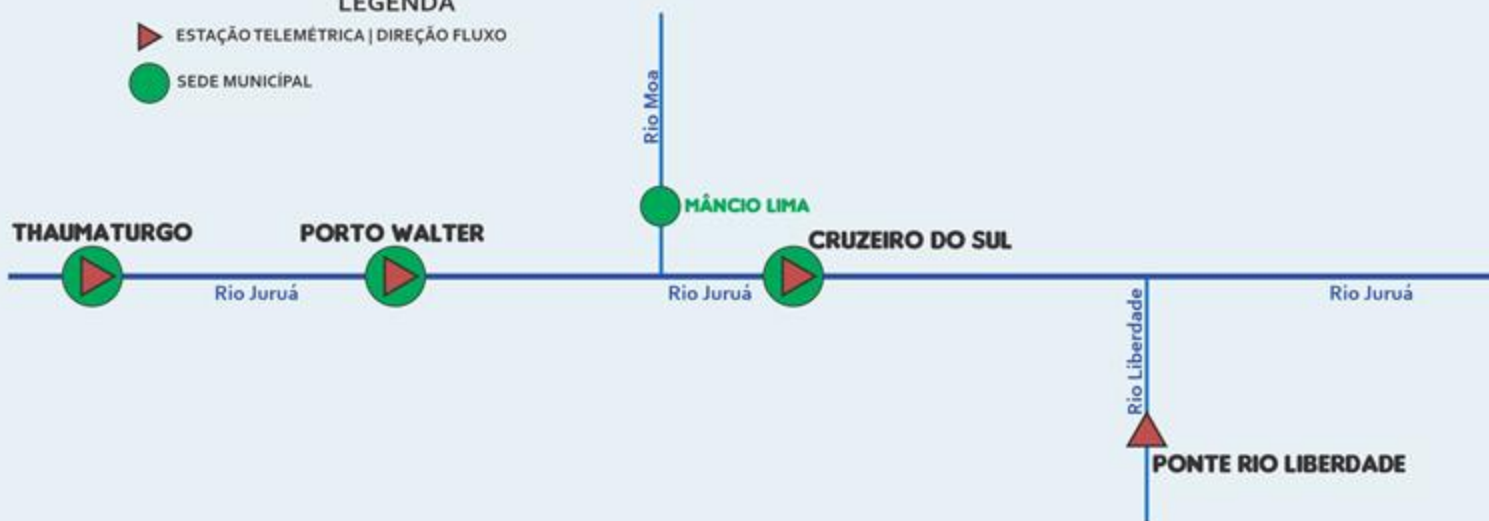 LEGENDA
ESTAÇÃO TELEMÉTRICA | DIREÇÃO FLUXO
SEDE MUNICÍPAL
Rio Moa
MÂNCIO LIMA
THAUMATURGO
PORTO WALTER
CRUZEIRO DO SUL
Rio Juruá
Rio Juruá
Rio Juruá
Rio Liberdade
PONTE RIO LIBERDADE